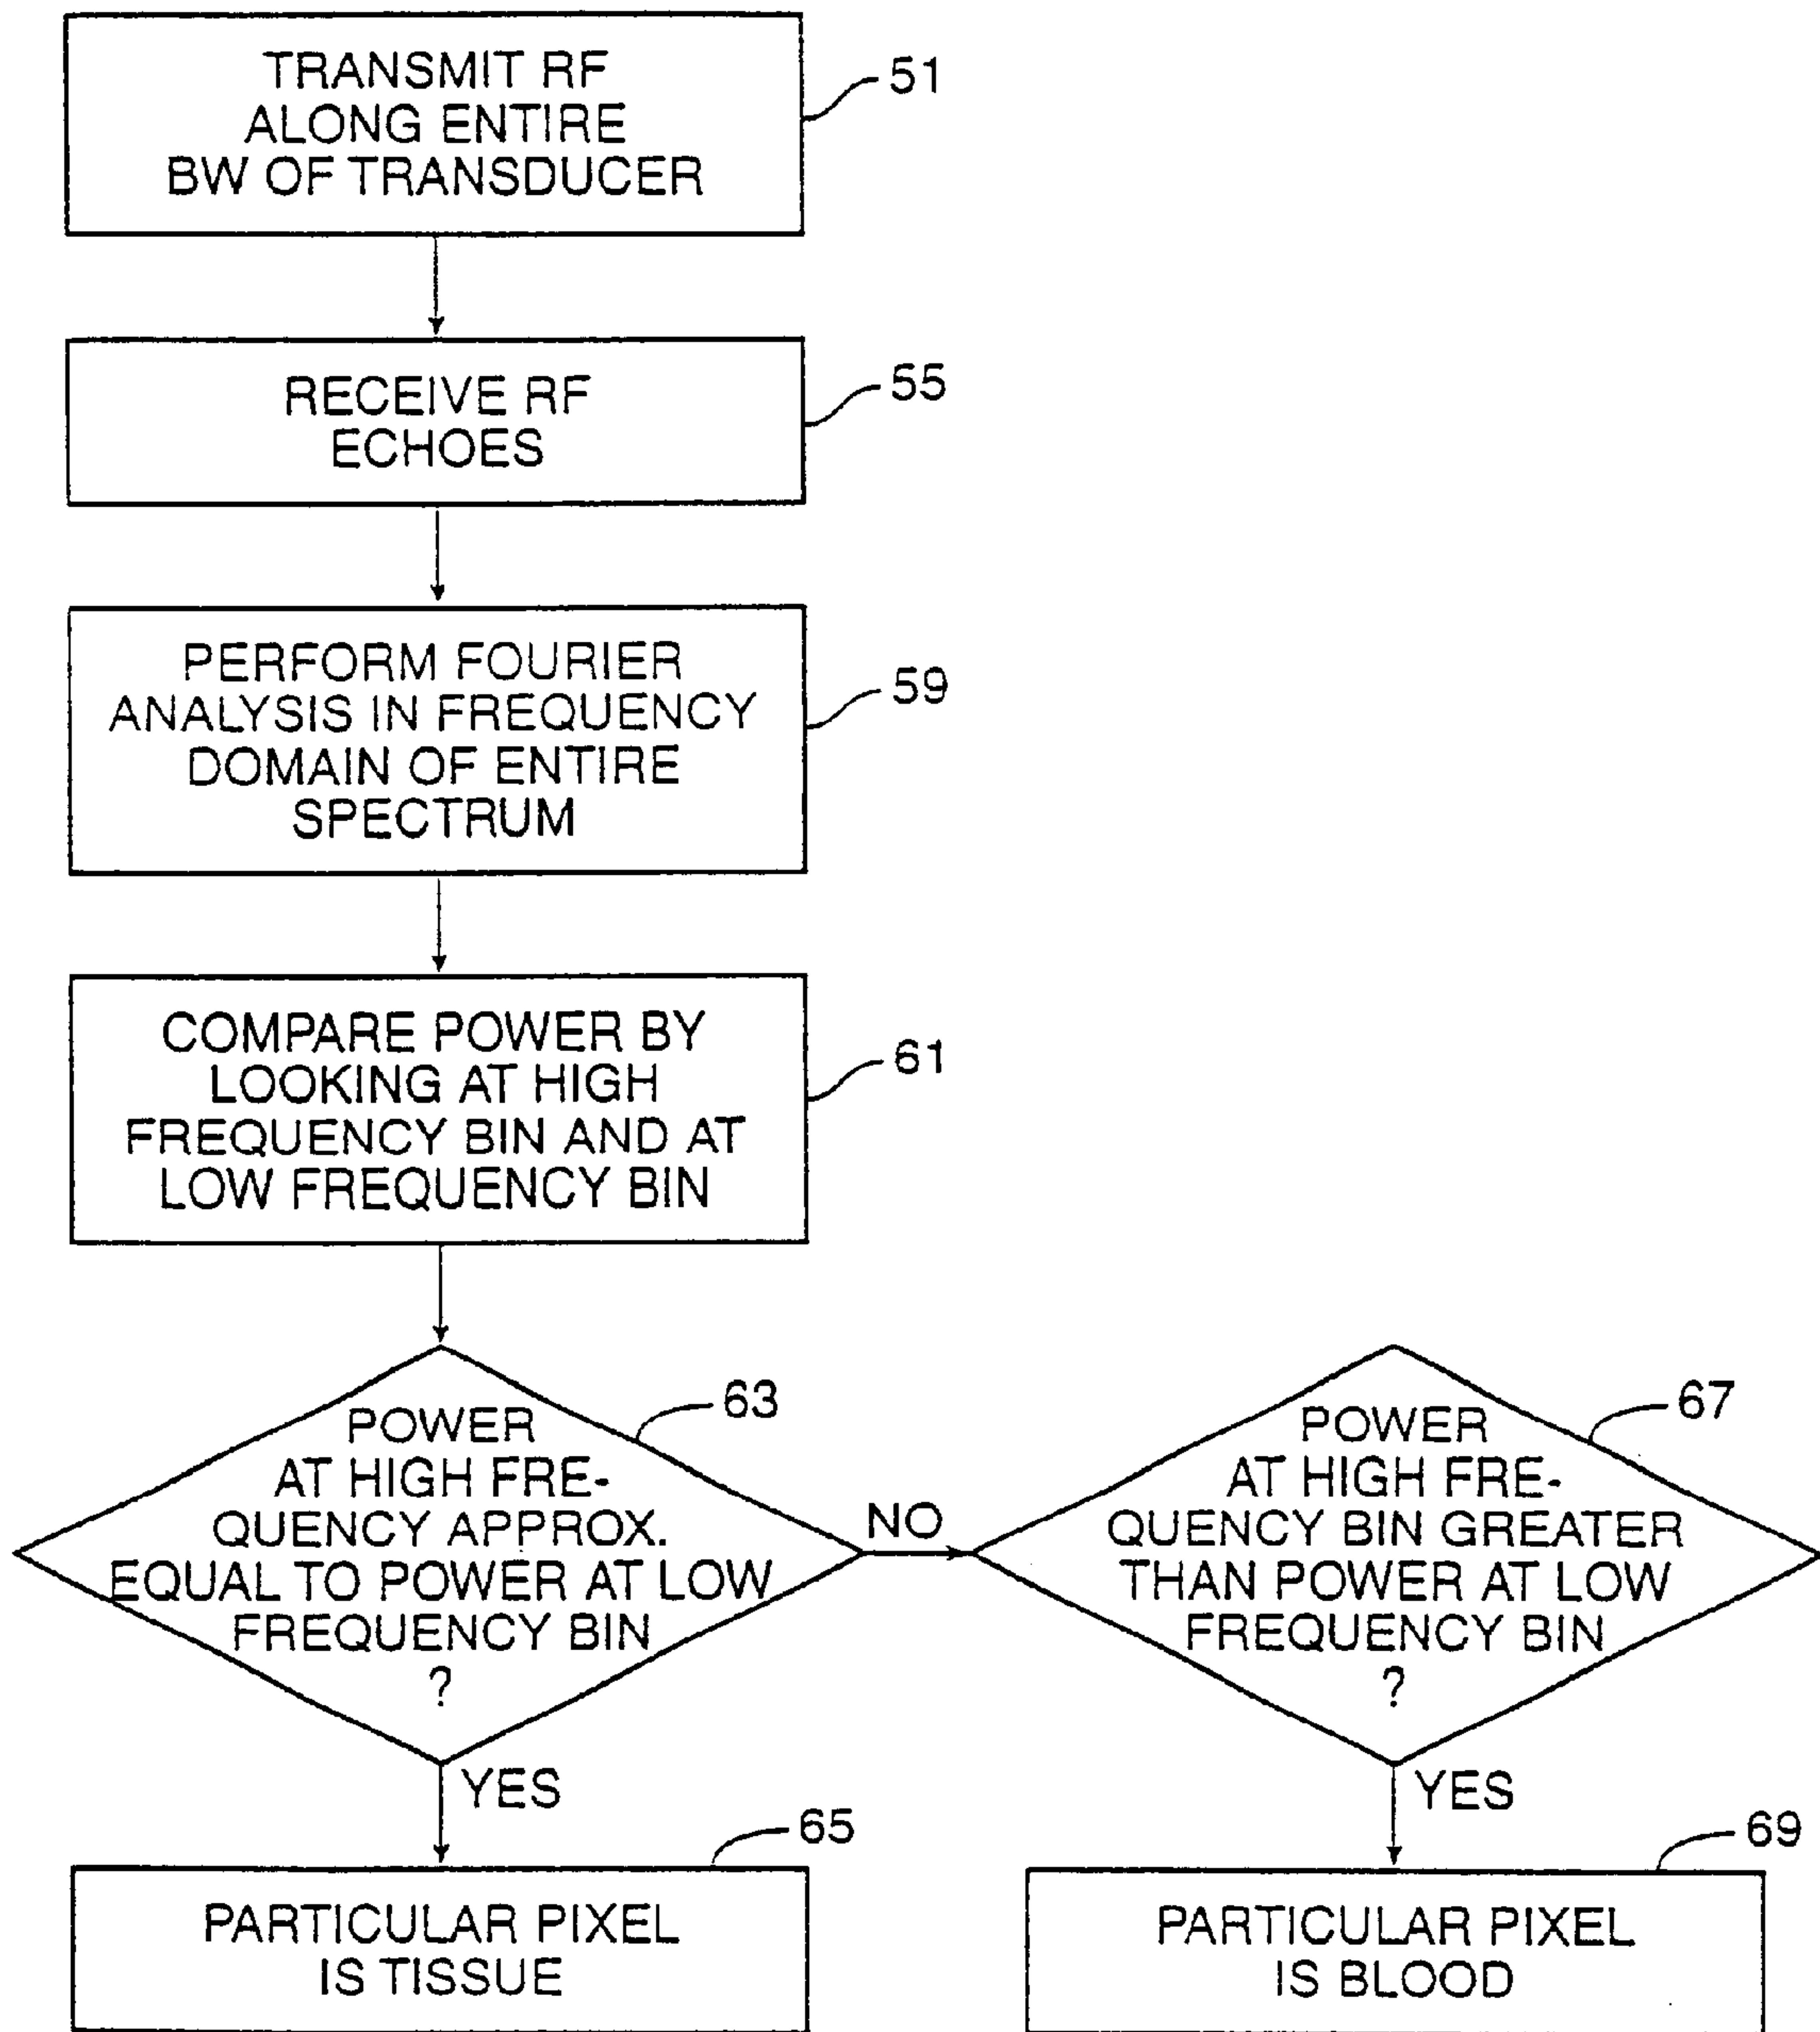 TRANSMIT RF
ALONG ENTIRE
BW OF TRANSDUCER
51
RECEIVE RF
ECHOES
55
PERFORM FOURIER
ANALYSIS IN FREQUENCY
DOMAIN OF ENTIRE
SPECTRUM
59
COMPARE POWER BY
LOOKING AT HIGH
FREQUENCY BIN AND AT
LOW FREQUENCY BIN
61
POWER
AT HIGH FRE-
QUENCY APPROX.
EQUAL TO POWER AT LOW
FREQUENCY BIN
?
63
NO
POWER
AT HIGH FRE-
QUENCY BIN GREATER
THAN POWER AT LOW
FREQUENCY BIN
?
67
YES
YES
65
PARTICULAR PIXEL
IS TISSUE
69
PARTICULAR PIXEL
IS BLOOD